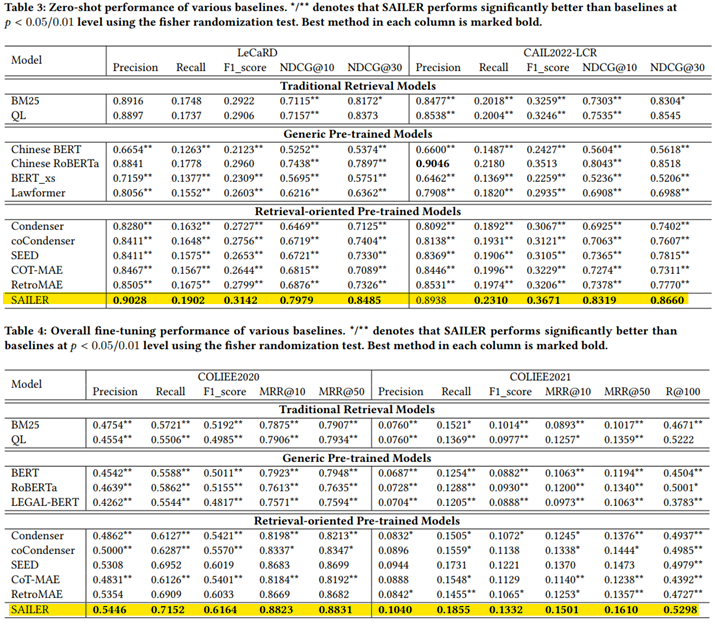 Table 3: Zero-shot performance of various baselines. */** denotes that SAILER performs significantly better than baselines at
p < 0.05/0.01 level using the fisher randomization test. Best method in each column is marked bold.
Model LeCaRD CAIL2022-LCR
Precision Recall F1_score NDCG@10 NDCG@30 Precision Recall F1_score NDCG@10 NDCG@30
Traditional Retrieval Models
BM25 0.8916 0.1748 0.2922 0.7115** 0.8172* 0.8477** 0.2018** 0.3259** 0.7303** 0.8304*
QL 0.8897 0.1737 0.2906 0.7157** 0.8373 0.8538** 0.2004** 0.3246** 0.7535** 0.8545
Generic Pre-trained Models
Chinese BERT 0.6654** 0.1263** 0.2123** 0.5252** 0.5374** 0.6600** 0.1487** 0.2427** 0.5604** 0.5618**
Chinese RoBERTa 0.8841 0.1778 0.2960 0.7438** 0.7897** 0.9046 0.2180 0.3513 0.8043** 0.8518
BERT_xs 0.7159** 0.1377** 0.2309** 0.5695** 0.5751** 0.6462** 0.1369** 0.2259** 0.5236** 0.5206**
Lawformer 0.8056** 0.1552** 0.2603** 0.6216** 0.6362** 0.7908** 0.1820** 0.2935** 0.6908** 0.6988**
Retrieval-oriented Pre-trained Models
Condenser 0.8280** 0.1632** 0.2727** 0.6469** 0.7125** 0.8092** 0.1892** 0.3067** 0.6925** 0.7402**
coCondenser 0.8411** 0.1648** 0.2756** 0.6719** 0.7404** 0.8138** 0.1931** 0.3121** 0.7063** 0.7607**
SEED 0.8411** 0.1575** 0.2653** 0.6721** 0.7330** 0.8369** 0.1906** 0.3105** 0.7365** 0.7815**
COT-MAE 0.8467** 0.1567** 0.2644** 0.6815** 0.7089** 0.8446** 0.1996** 0.3229** 0.7274** 0.7311**
RetroMAE 0.8505** 0.1675** 0.2799** 0.6876** 0.7326** 0.8531** 0.1974** 0.3206** 0.7378** 0.7770**
SAILER 0.9028 0.1902 0.3142 0.7979 0.8485 0.8938 0.2310 0.3671 0.8319 0.8660
Table 4: Overall fine-tuning performance of various baselines. */** denotes that SAILER performs significantly better than
baselines at p < 0.05/0.01 level using the fisher randomization test. Best method in each column is marked bold.
Model COLIEE2020 COLIEE2021
Precision Recall F1_score MRR@10 MRR@50 Precision Recall F1_score MRR@10 MRR@50 R@100
Traditional Retrieval Models
BM25 0.4754** 0.5721** 0.5192** 0.7875** 0.7907** 0.0760** 0.1521* 0.1014** 0.0893** 0.1017** 0.4671**
QL 0.4554** 0.5506** 0.4985** 0.7906** 0.7934** 0.0760** 0.1369** 0.0977** 0.1257* 0.1359** 0.5222
Generic Pre-trained Models
BERT 0.4542** 0.5588** 0.5011** 0.7923** 0.7948** 0.0687** 0.1254** 0.0882** 0.1063** 0.1194** 0.4504**
RoBERTa 0.4639** 0.5862** 0.5155** 0.7613** 0.7635** 0.0728** 0.1288** 0.0930** 0.1200** 0.1340** 0.5001*
LEGAL-BERT 0.4262** 0.5544** 0.4817** 0.7571** 0.7594** 0.0704** 0.1205** 0.0888** 0.0973** 0.1063** 0.3783**
Retrieval-oriented Pre-trained Models
Condenser 0.4862** 0.6127** 0.5421** 0.8198** 0.8213** 0.0832* 0.1505* 0.1072* 0.1245* 0.1376** 0.4937**
coCondenser 0.5000** 0.6287** 0.5570** 0.8337* 0.8347* 0.0896 0.1559* 0.1138 0.1338* 0.1444* 0.4985**
SEED 0.5308 0.6952 0.6019 0.8683 0.8699 0.0944 0.1731 0.1221 0.1370 0.1473 0.4979**
CoT-MAE 0.4831** 0.6126** 0.5401** 0.8184** 0.8192** 0.0888 0.1548* 0.1129 0.1140** 0.1238** 0.4392**
RetroMAE 0.5354 0.6909 0.6033 0.8669 0.8682 0.0842* 0.1455** 0.1065* 0.1253* 0.1357** 0.4727**
SAILER 0.5446 0.7152 0.6164 0.8823 0.8831 0.1040 0.1855 0.1332 0.1501 0.1610 0.5298